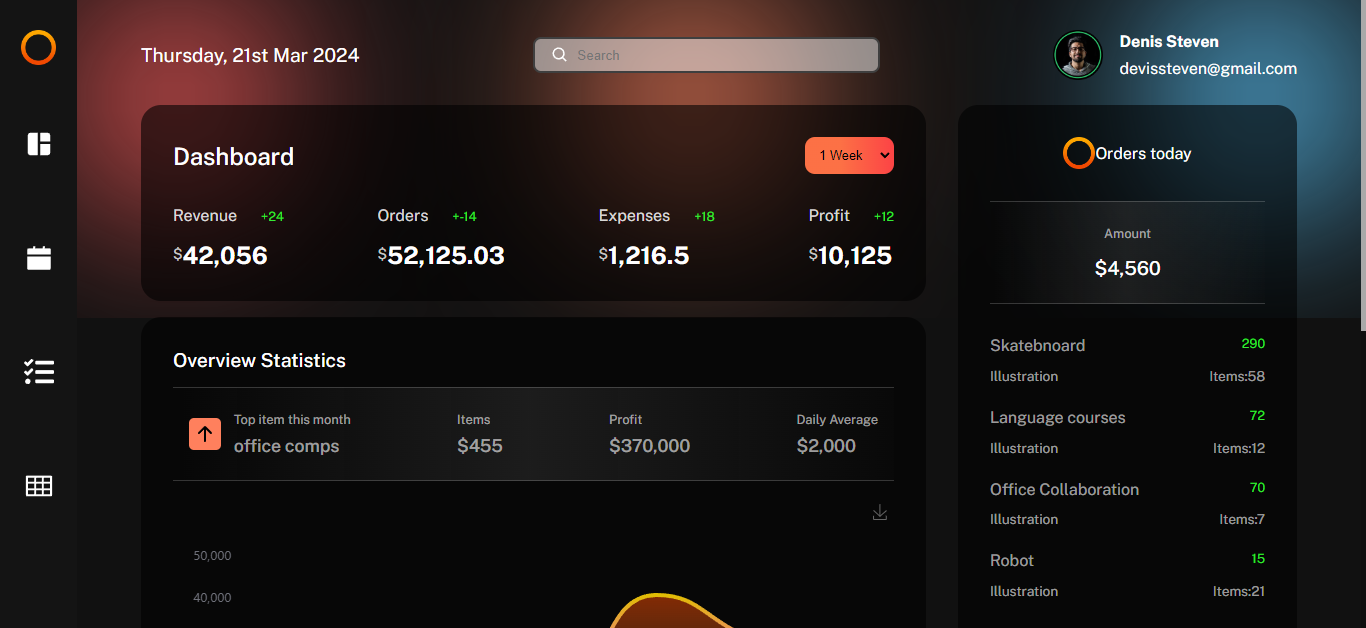 Thursday, 21st Mar 2024
Search
Denis Steven
devissteven@gmail.com
Dashboard
1 Week
Revenue +24
$42,056
Orders +-14
$52,125.03
Expenses +18
$1,216.5
Profit +12
$10,125
Orders today
Amount
$4,560
Skatebnoard 290
Illustration Items:58
Language courses 72
Illustration Items:12
Office Collaboration 70
Illustration Items:7
Robot 15
Illustration Items:21
Overview Statistics
Top item this month
office comps
Items
$455
Profit
$370,000
Daily Average
$2,000
50,000
40,000